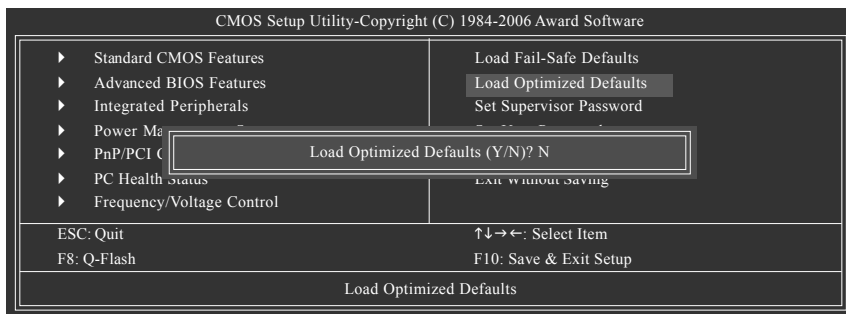 CMOS Setup Utility-Copyright (C) 1984-2006 Award Software
Standard CMOS Features
Advanced BIOS Features
Integrated Peripherals
Power
PnP/PCI
PC Health Status
Frequency/Voltage Control
Load Fail-Safe Defaults
Load Optimized Defaults
Set Supervisor Password
Exit Without Saving
Load Optimized Defaults (Y/N)? N
ESC: Quit
↑↓→←: Select Item
F8: Q-Flash
F10: Save & Exit Setup
Load Optimized Defaults